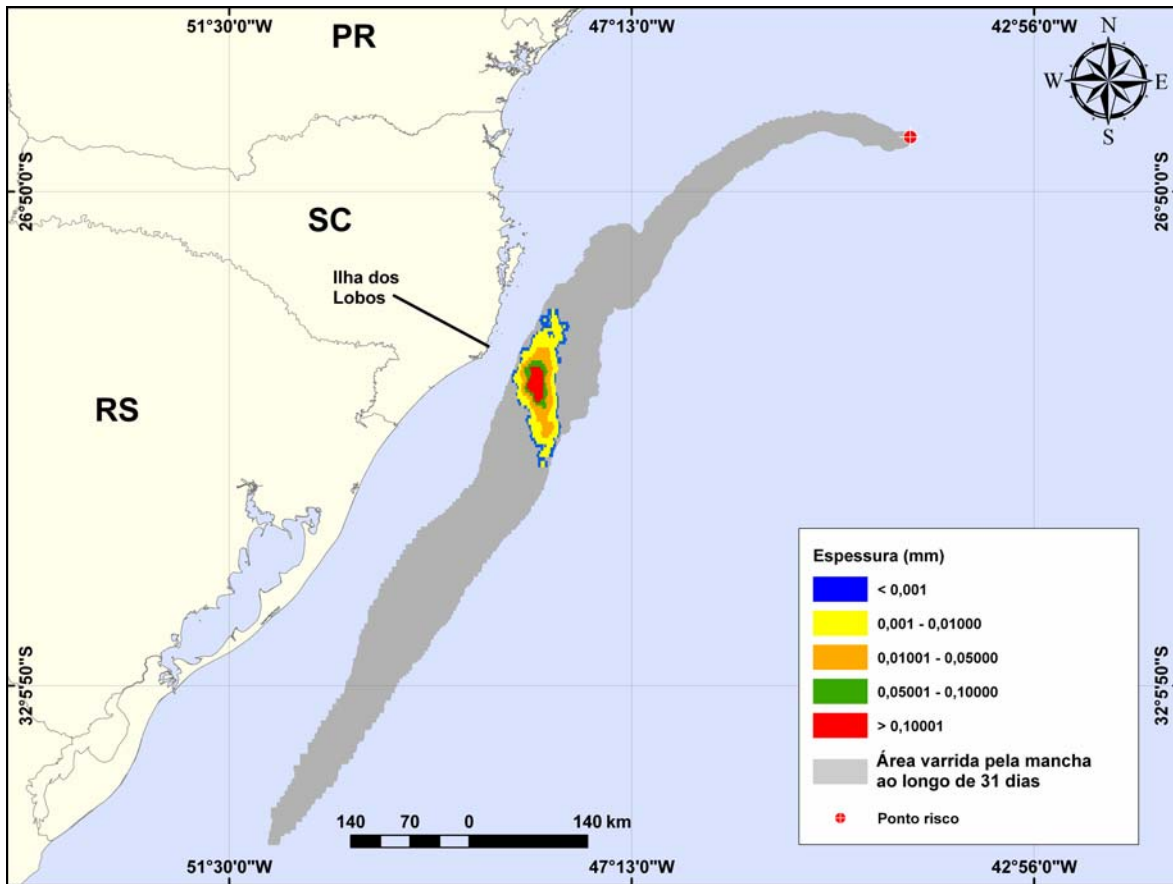 51°30'0"W 47°13'0"W 42°56'0"W
PR
N
W E
S
26°50'0"S 26°50'0"S
SC
Ilha dos
Lobos
RS
Espessura (mm)
< 0,001
0,001 - 0,01000
0,01001 - 0,05000
0,05001 - 0,10000
> 0,10001
Área varrida pela mancha
ao longo de 31 dias
Ponto risco
32°5'50"S 32°5'50"S
140 70 0 140 km
51°30'0"W 47°13'0"W 42°56'0"W